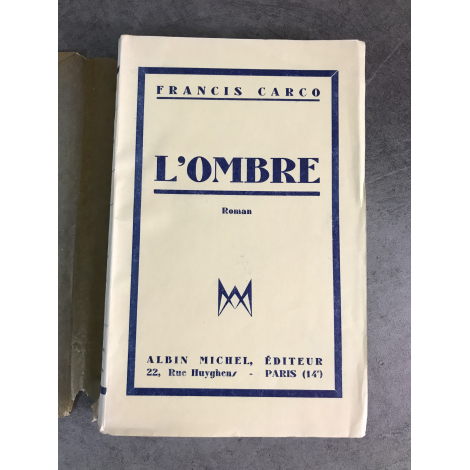 FRANCIS CARCO
L'OMBRE
Roman
ALBIN MICHEL, ÉDITEUR
22, Rue Huyghens - PARIS (14ᵉ)